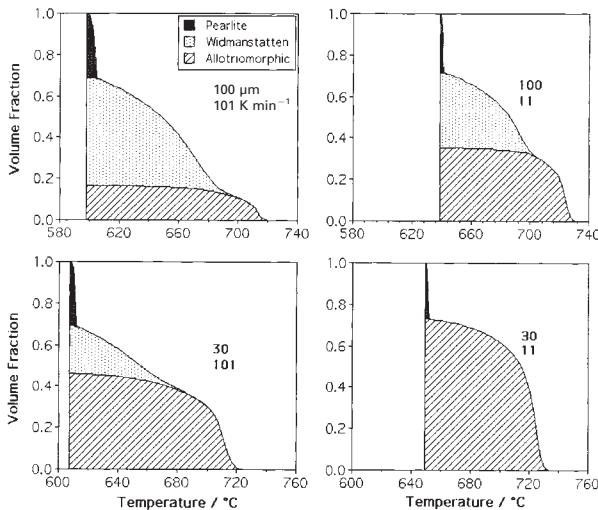 1.0
0.8
0.6
0.4
0.2
0.0
Volume Fraction
Pearlite
Widmanstatten
Allotriomorphic
100 μm
101 K min⁻¹
580 620 660 700 740
1.0
0.8
0.6
0.4
0.2
0.0
100
11
580 620 660 700 740
1.0
0.8
0.6
0.4
0.2
0.0
Volume Fraction
30
101
600 640 680 720 760
Temperature / °C
1.0
0.8
0.6
0.4
0.2
0.0
30
11
600 640 680 720 760
Temperature / °C